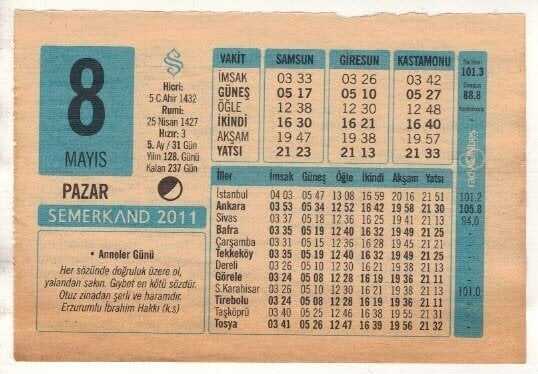 8
MAYIS
PAZAR
Hicri:
5 C.Ahir 1432
Rumi:
25 Nisan 1427
Hızır: 3
5. Ay / 31 Gün
Yılın 128. Günü
Kalan 237 Gün
SEMERKAND 2011
• Anneler Günü
Her sözünde doğruluk üzere ol,
yalandan sakın. Gıybet en kötü sözdür.
Otuz zinadan şerli ve haramdır.
Erzurumlu İbrahim Hakkı (k.s)
VAKİT SAMSUN GİRESUN KASTAMONU
İMSAK 03 33 03 26 03 42
GÜNEŞ 05 17 05 10 05 27
ÖĞLE 12 38 12 30 12 48
İKİNDİ 16 30 16 21 16 40
AKŞAM 19 47 19 38 19 57
YATSI 21 23 21 13 21 33
İller İmsak Güneş Öğle İkindi Akşam Yatsı
İstanbul 04 03 05 47 13 08 16 59 20 16 21 51
Ankara 03 53 05 34 12 52 16 42 19 58 21 30
Sivas 03 37 05 18 12 36 16 25 19 41 21 13
Bafra 03 35 05 19 12 40 16 32 19 49 21 25
Çarşamba 03 31 05 15 12 36 16 28 19 45 21 21
Tekkeköy 03 35 05 19 12 40 16 32 19 49 21 25
Dereli 03 26 05 10 12 30 16 21 19 38 21 13
Görele 03 24 05 08 12 28 16 19 19 36 21 11
Ş.Karahisar 03 27 05 10 12 30 16 20 19 37 21 10
Tirebolu 03 24 05 08 12 28 16 19 19 36 21 11
Taşköprü 03 40 05 25 12 46 16 38 19 55 21 31
Tosya 03 41 05 26 12 47 16 39 19 56 21 32
101.3
88.8
101.2
105.8
94.0
101.0